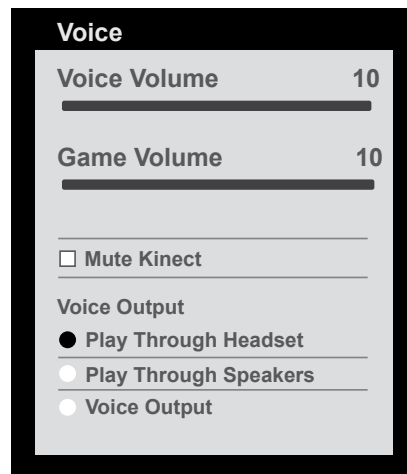 Voice
Voice Volume 10
Game Volume 10
Mute Kinect
Voice Output
Play Through Headset
Play Through Speakers
Voice Output